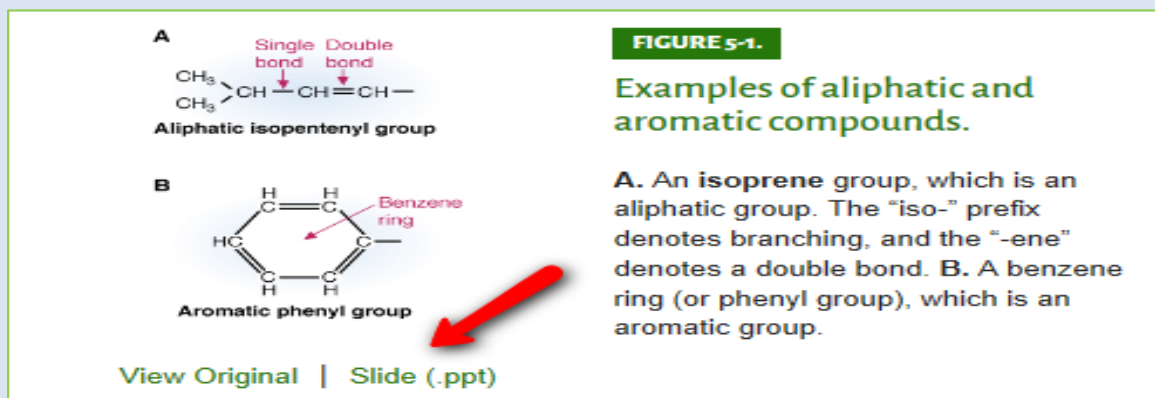 A
Single Double
bond bond
CH₃
CH₃
CH — CH = CH —
Aliphatic isopentenyl group
B
H H
C C
Benzene
ring
HC C
C C
H H
Aromatic phenyl group
View Original | Slide (.ppt)
FIGURE 5-1.
Examples of aliphatic and
aromatic compounds.
A. An isoprene group, which is an
aliphatic group. The “iso-” prefix
denotes branching, and the “-ene”
denotes a double bond. B. A benzene
ring (or phenyl group), which is an
aromatic group.